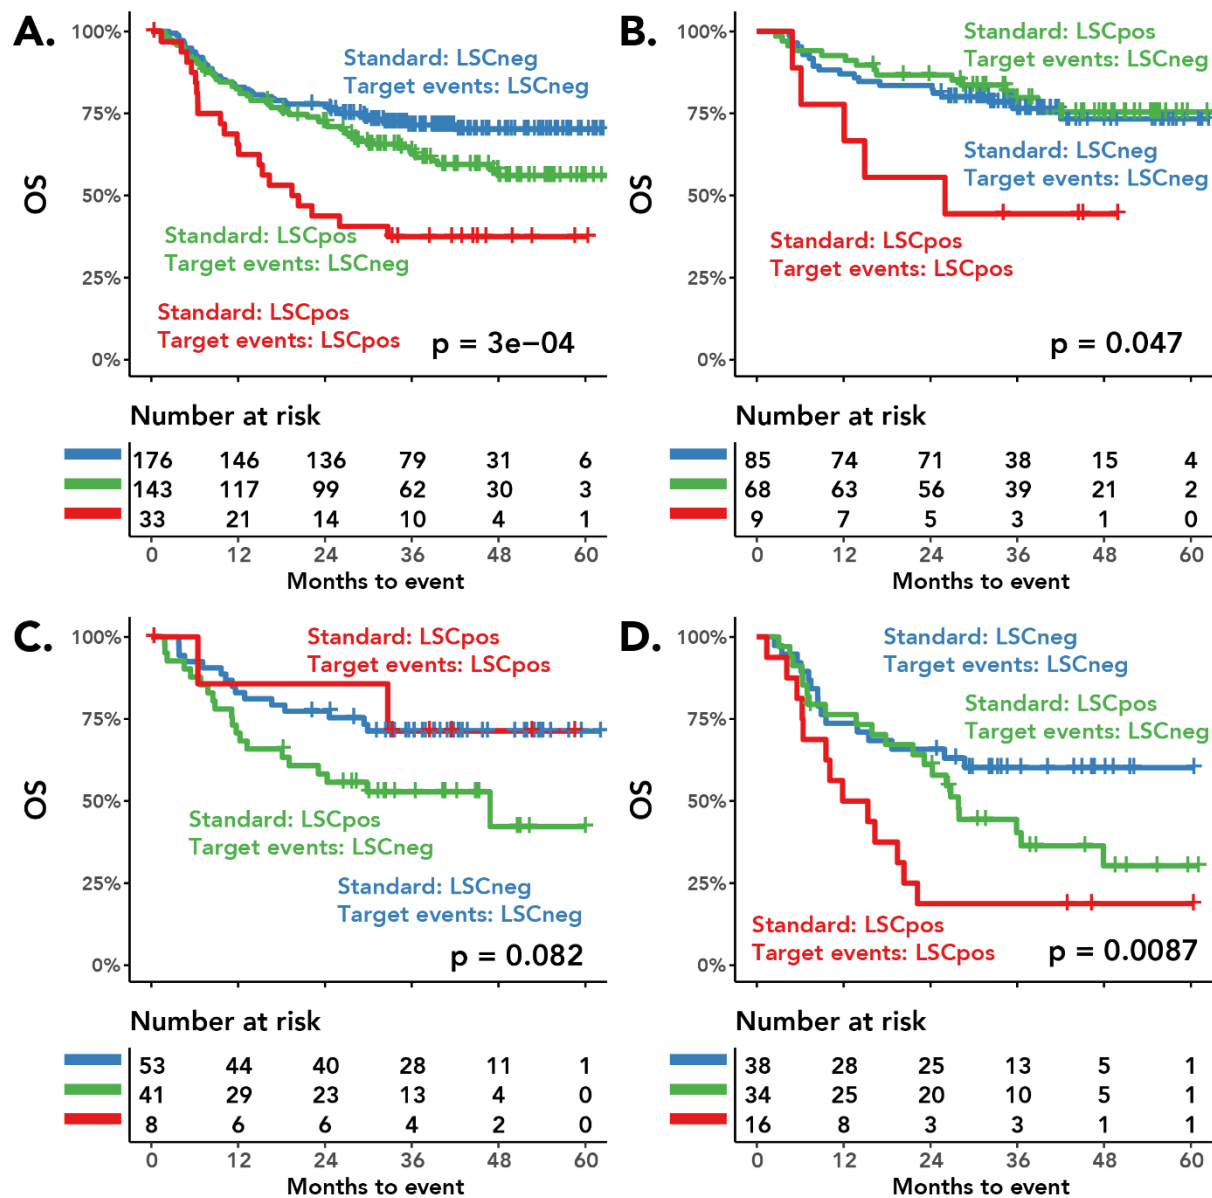 A.
OS
100%
75%
50%
25%
0%
Standard: LSCneg
Target events: LSCneg
Standard: LSCpos
Target events: LSCneg
Standard: LSCpos
Target events: LSCpos
p = 3e−04
Number at risk
176 146 136 79 31 6
143 117 99 62 30 3
33 21 14 10 4 1
0 12 24 36 48 60
Months to event
B.
OS
100%
75%
50%
25%
0%
Standard: LSCpos
Target events: LSCneg
Standard: LSCneg
Target events: LSCneg
Standard: LSCpos
Target events: LSCpos
p = 0.047
Number at risk
85 74 71 38 15 4
68 63 56 39 21 2
9 7 5 3 1 0
0 12 24 36 48 60
Months to event
C.
OS
100%
75%
50%
25%
0%
Standard: LSCpos
Target events: LSCpos
Standard: LSCpos
Target events: LSCneg
Standard: LSCneg
Target events: LSCneg
p = 0.082
Number at risk
53 44 40 28 11 1
41 29 23 13 4 0
8 6 6 4 2 0
0 12 24 36 48 60
Months to event
D.
OS
100%
75%
50%
25%
0%
Standard: LSCneg
Target events: LSCneg
Standard: LSCpos
Target events: LSCneg
Standard: LSCpos
Target events: LSCpos
p = 0.0087
Number at risk
38 28 25 13 5 1
34 25 20 10 5 1
16 8 3 3 1 1
0 12 24 36 48 60
Months to event